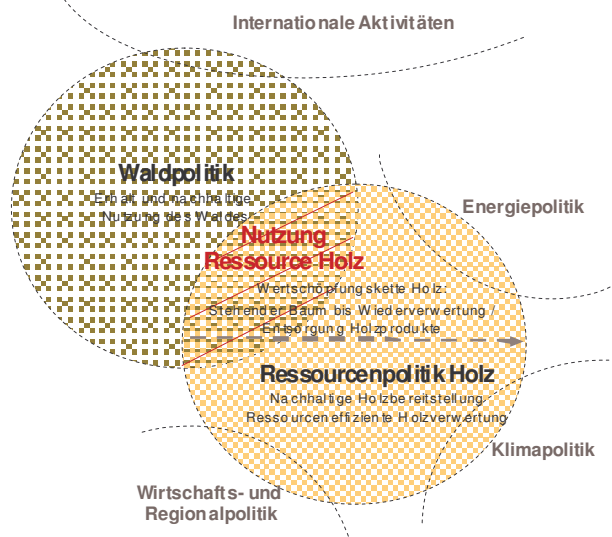 Internationale Aktivitäten
Waldpolitik
Erhalt und nachhaltige
Nutzung des Waldes
Energiepolitik
Nutzung
Ressource Holz
Wertschöpfungskette Holz:
Stehender Baum bis Wiederverwertung /
Entsorgung Holzprodukte
Ressourcenpolitik Holz
Nachhaltige Holzbereitstellung
Ressourceneffiziente Holzverwertung
Klimapolitik
Wirtschafts- und
Regionalpolitik